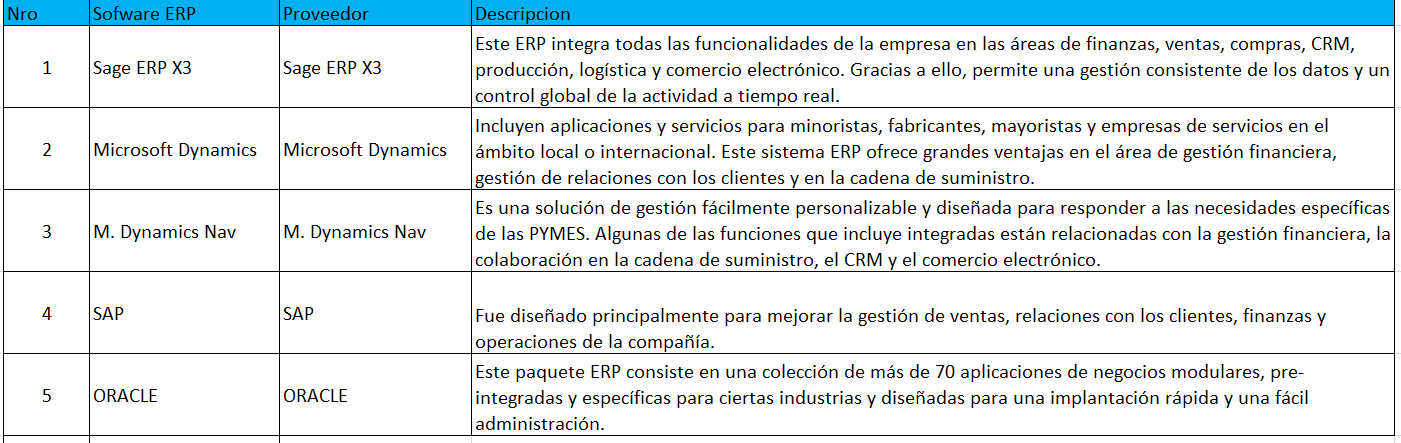 Nro Sofware ERP Proveedor Descripcion
1 Sage ERP X3 Sage ERP X3 Este ERP integra todas las funcionalidades de la empresa en las áreas de finanzas, ventas, compras, CRM,
producción, logística y comercio electrónico. Gracias a ello, permite una gestión consistente de los datos y un
control global de la actividad a tiempo real.
2 Microsoft Dynamics Microsoft Dynamics Incluyen aplicaciones y servicios para minoristas, fabricantes, mayoristas y empresas de servicios en el
ámbito local o internacional. Este sistema ERP ofrece grandes ventajas en el área de gestión financiera,
gestión de relaciones con los clientes y en la cadena de suministro.
3 M. Dynamics Nav M. Dynamics Nav Es una solución de gestión fácilmente personalizable y diseñada para responder a las necesidades específicas
de las PYMES. Algunas de las funciones que incluye integradas están relacionadas con la gestión financiera, la
colaboración en la cadena de suministro, el CRM y el comercio electrónico.
4 SAP SAP Fue diseñado principalmente para mejorar la gestión de ventas, relaciones con los clientes, finanzas y
operaciones de la compañía.
5 ORACLE ORACLE Este paquete ERP consiste en una colección de más de 70 aplicaciones de negocios modulares, pre-
integradas y específicas para ciertas industrias y diseñadas para una implantación rápida y una fácil
administración.